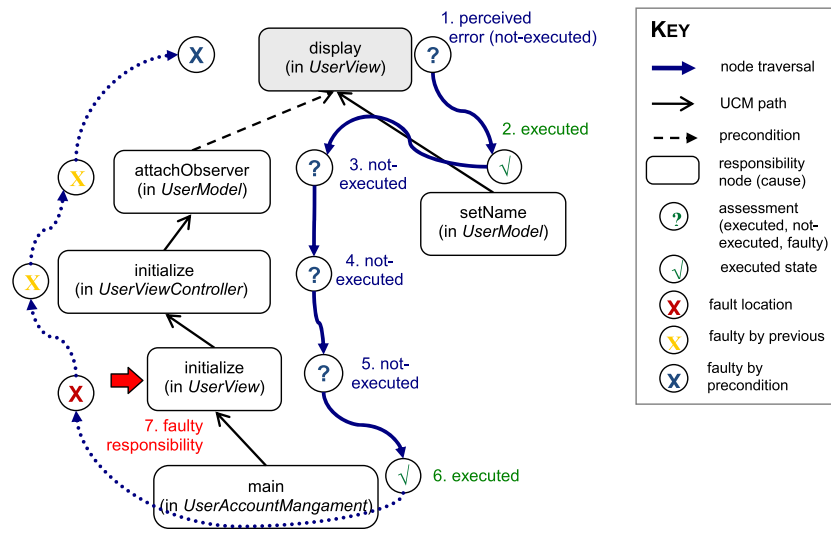 1. perceived
error (not-executed)
X
display
(in UserView)
?
2. executed
X
attachObserver
(in UserModel)
?
3. not-
executed
√
setName
(in UserModel)
X
initialize
(in UserViewController)
?
4. not-
executed
X
initialize
(in UserView)
?
5. not-
executed
7. faulty
responsibility
main
(in UserAccountMangament)
√
6. executed
KEY
node traversal
UCM path
precondition
responsibility
node (cause)
?
assessment
(executed, not-
executed, faulty)
√
executed state
X
fault location
X
faulty by previous
X
faulty by
precondition